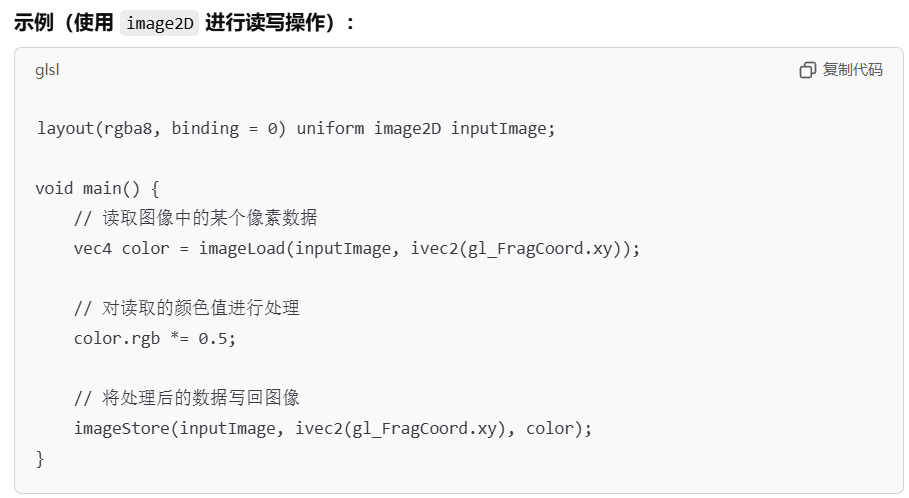 示例（使用 image2D 进行读写操作）：
glsl
复制代码
layout(rgba8, binding = 0) uniform image2D inputImage;
void main() {
// 读取图像中的某个像素数据
vec4 color = imageLoad(inputImage, ivec2(gl_FragCoord.xy));
// 对读取的颜色值进行处理
color.rgb *= 0.5;
// 将处理后的数据写回图像
imageStore(inputImage, ivec2(gl_FragCoord.xy), color);
}